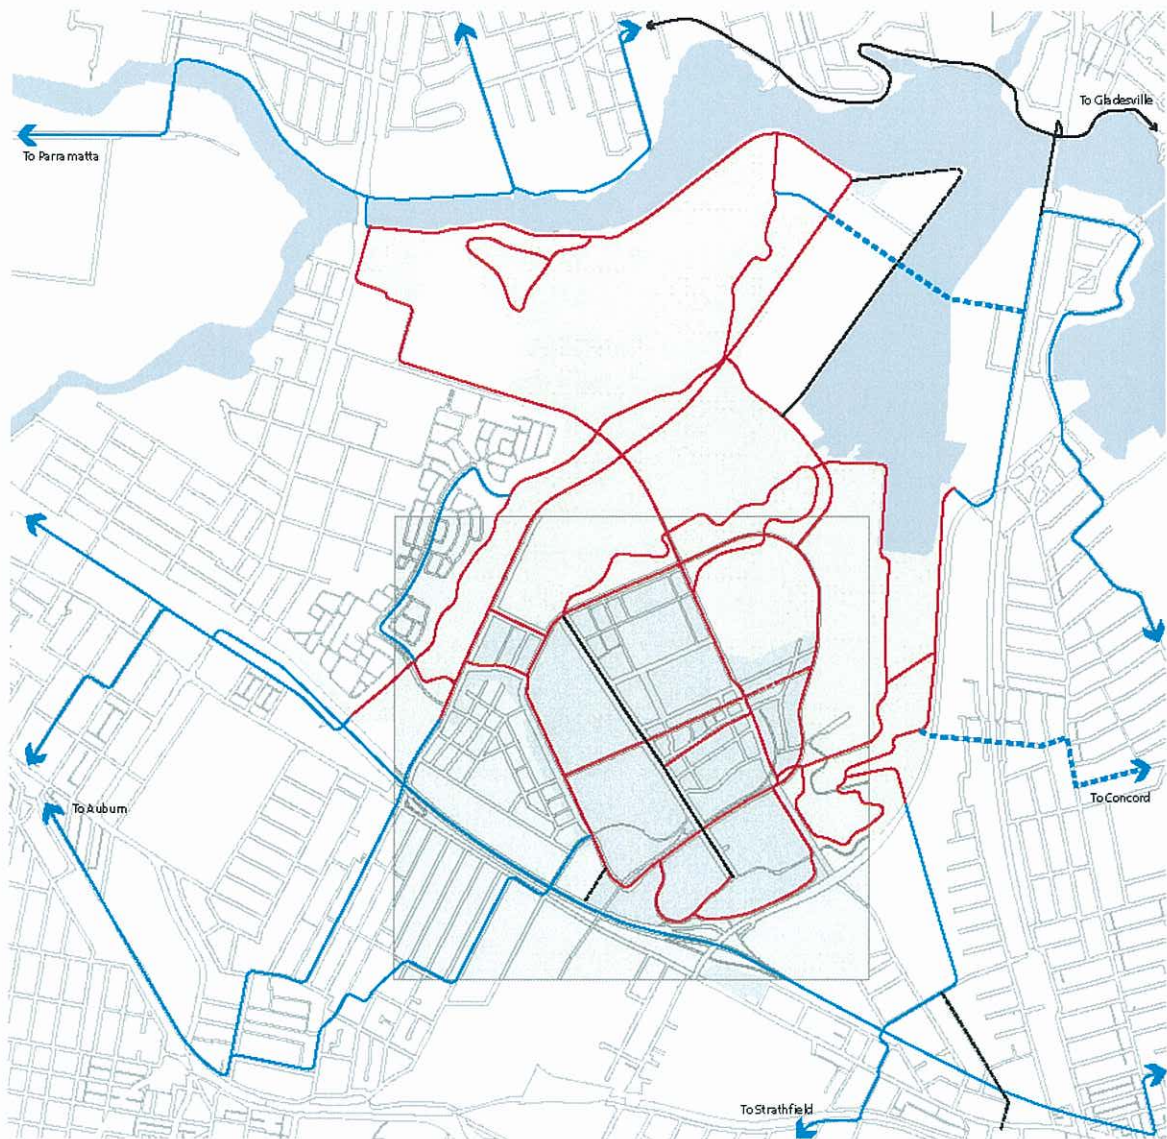 To Gladesville
To Parramatta
To Auburn
To Concord
To Strathfield